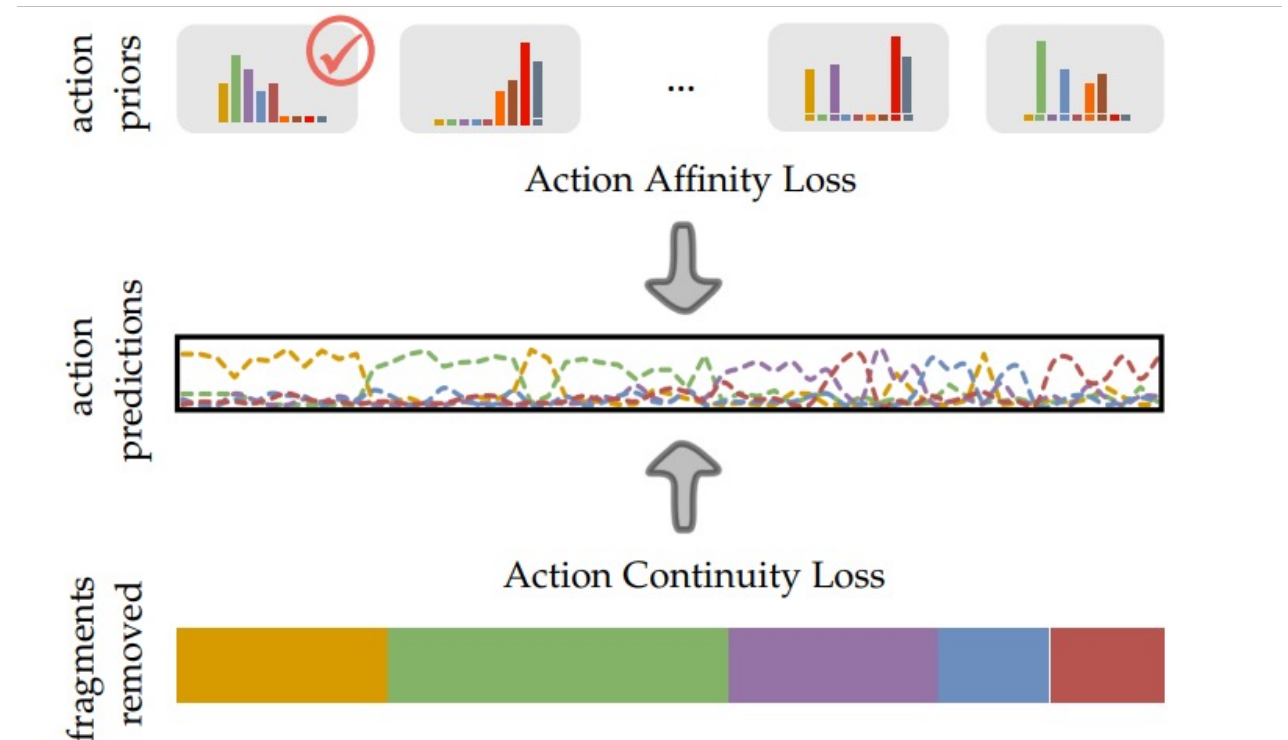 action
priors
...
Action Affinity Loss
action
predictions
Action Continuity Loss
fragments
removed